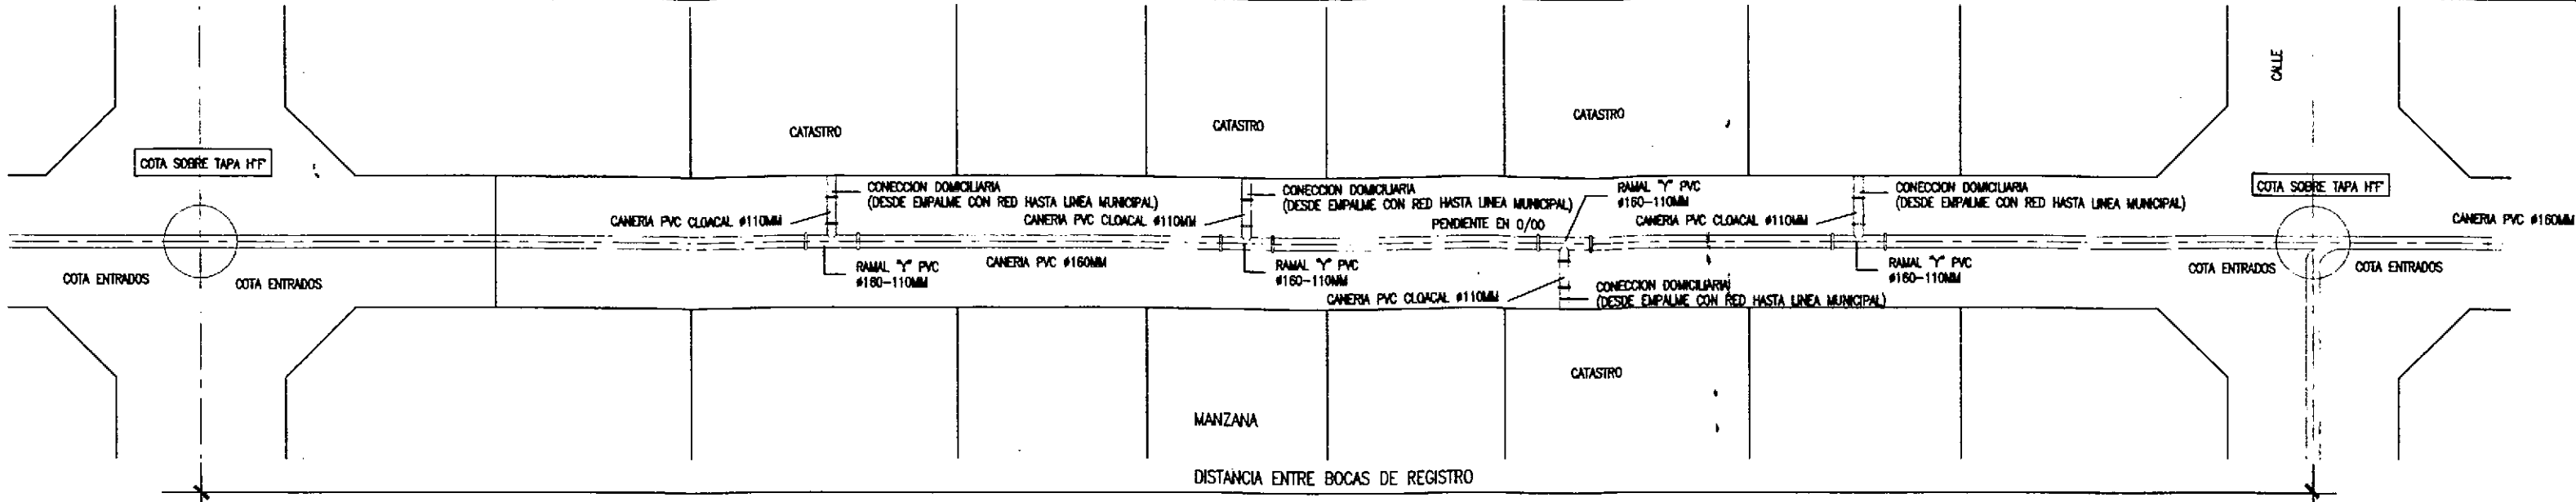 CALLE
CATASTRO
CATASTRO
CATASTRO
COTA SOBRE TAPA HºFº
COTA SOBRE TAPA HºFº
CONECCION DOMICILIARIA
(DESDE EMPALME CON RED HASTA LINEA MUNICIPAL)
CAÑERIA PVC CLOACAL ø110MM
CONECCION DOMICILIARIA
(DESDE EMPALME CON RED HASTA LINEA MUNICIPAL)
CAÑERIA PVC CLOACAL ø110MM
RAMAL "Y" PVC
ø160-110MM
PENDIENTE EN 0/00
CONECCION DOMICILIARIA
(DESDE EMPALME CON RED HASTA LINEA MUNICIPAL)
CAÑERIA PVC CLOACAL ø110MM
CAÑERIA PVC ø160MM
COTA ENTRADOS
COTA ENTRADOS
RAMAL "Y" PVC
ø160-110MM
CAÑERIA PVC ø160MM
RAMAL "Y" PVC
ø160-110MM
CAÑERIA PVC CLOACAL ø110MM
CONECCION DOMICILIARIA
(DESDE EMPALME CON RED HASTA LINEA MUNICIPAL)
RAMAL "Y" PVC
ø160-110MM
COTA ENTRADOS
COTA ENTRADOS
CATASTRO
MANZANA
DISTANCIA ENTRE BOCAS DE REGISTRO